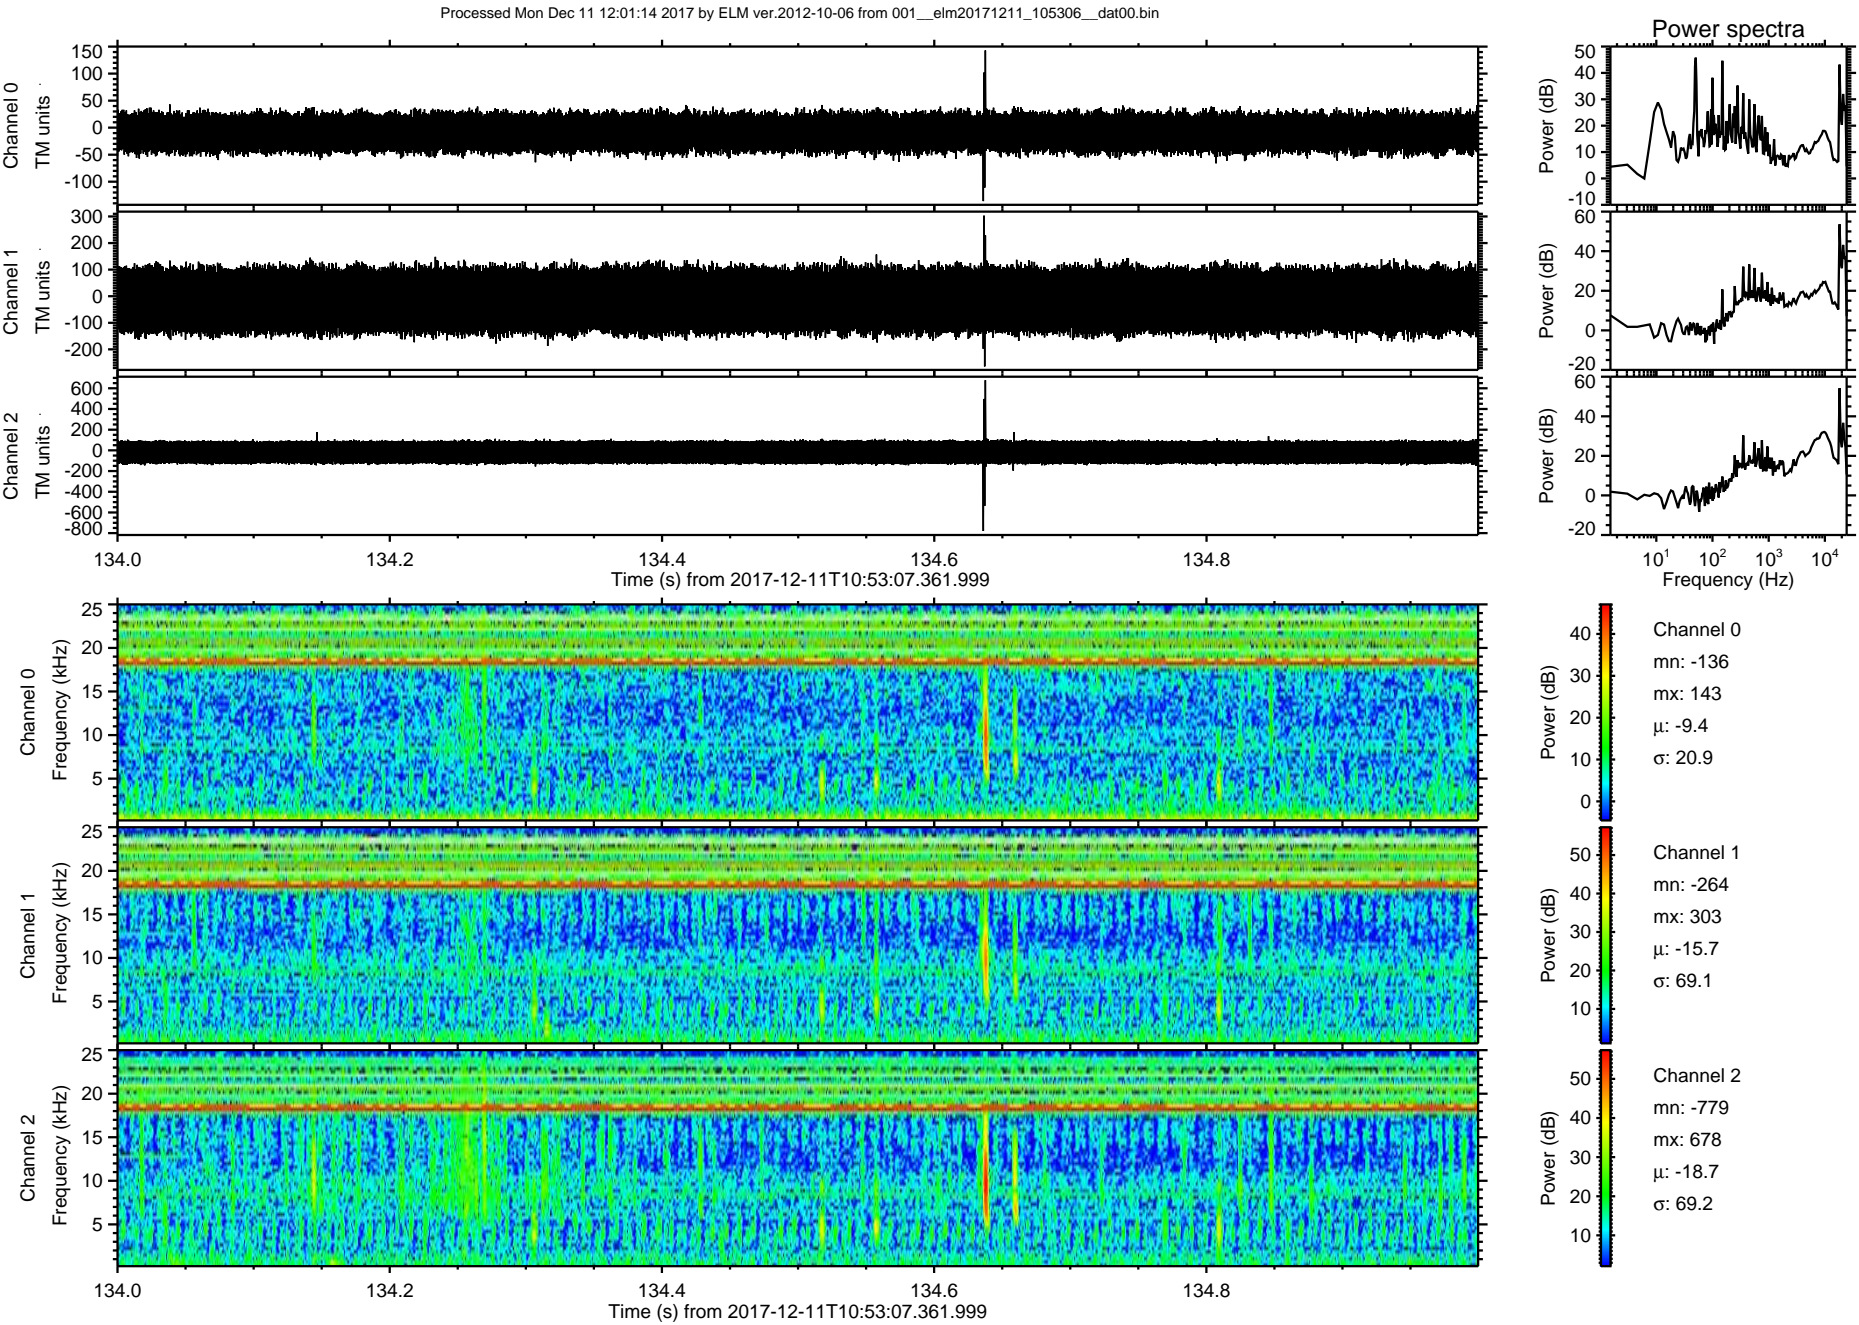 Processed Mon Dec 11 12:01:14 2017 by ELM ver.2012-10-06 from 001__elm20171211_105306__dat00.bin
Power spectra
Channel 0
TM units
150
100
50
0
-50
-100
Power (dB)
50
40
30
20
10
0
-10
Channel 1
TM units
300
200
100
0
-100
-200
Power (dB)
60
40
20
0
-20
Channel 2
TM units
600
400
200
0
-200
-400
-600
-800
Power (dB)
60
40
20
0
-20
134.0 134.2 134.4 134.6 134.8
Time (s) from 2017-12-11T10:53:07.361.999
10^1 10^2 10^3 10^4
Frequency (Hz)
Channel 0
Frequency (kHz)
25
20
15
10
5
Power (dB)
40
30
20
10
0
Channel 0
mn: -136
mx: 143
μ: -9.4
σ: 20.9
Channel 1
Frequency (kHz)
25
20
15
10
5
Power (dB)
50
40
30
20
10
Channel 1
mn: -264
mx: 303
μ: -15.7
σ: 69.1
Channel 2
Frequency (kHz)
25
20
15
10
5
Power (dB)
50
40
30
20
10
Channel 2
mn: -779
mx: 678
μ: -18.7
σ: 69.2
134.0 134.2 134.4 134.6 134.8
Time (s) from 2017-12-11T10:53:07.361.999